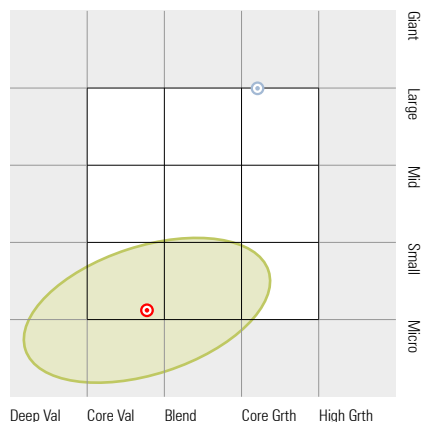 Giant
Large
Mid
Small
Micro
Deep Val
Core Val
Blend
Core Grth
High Grth